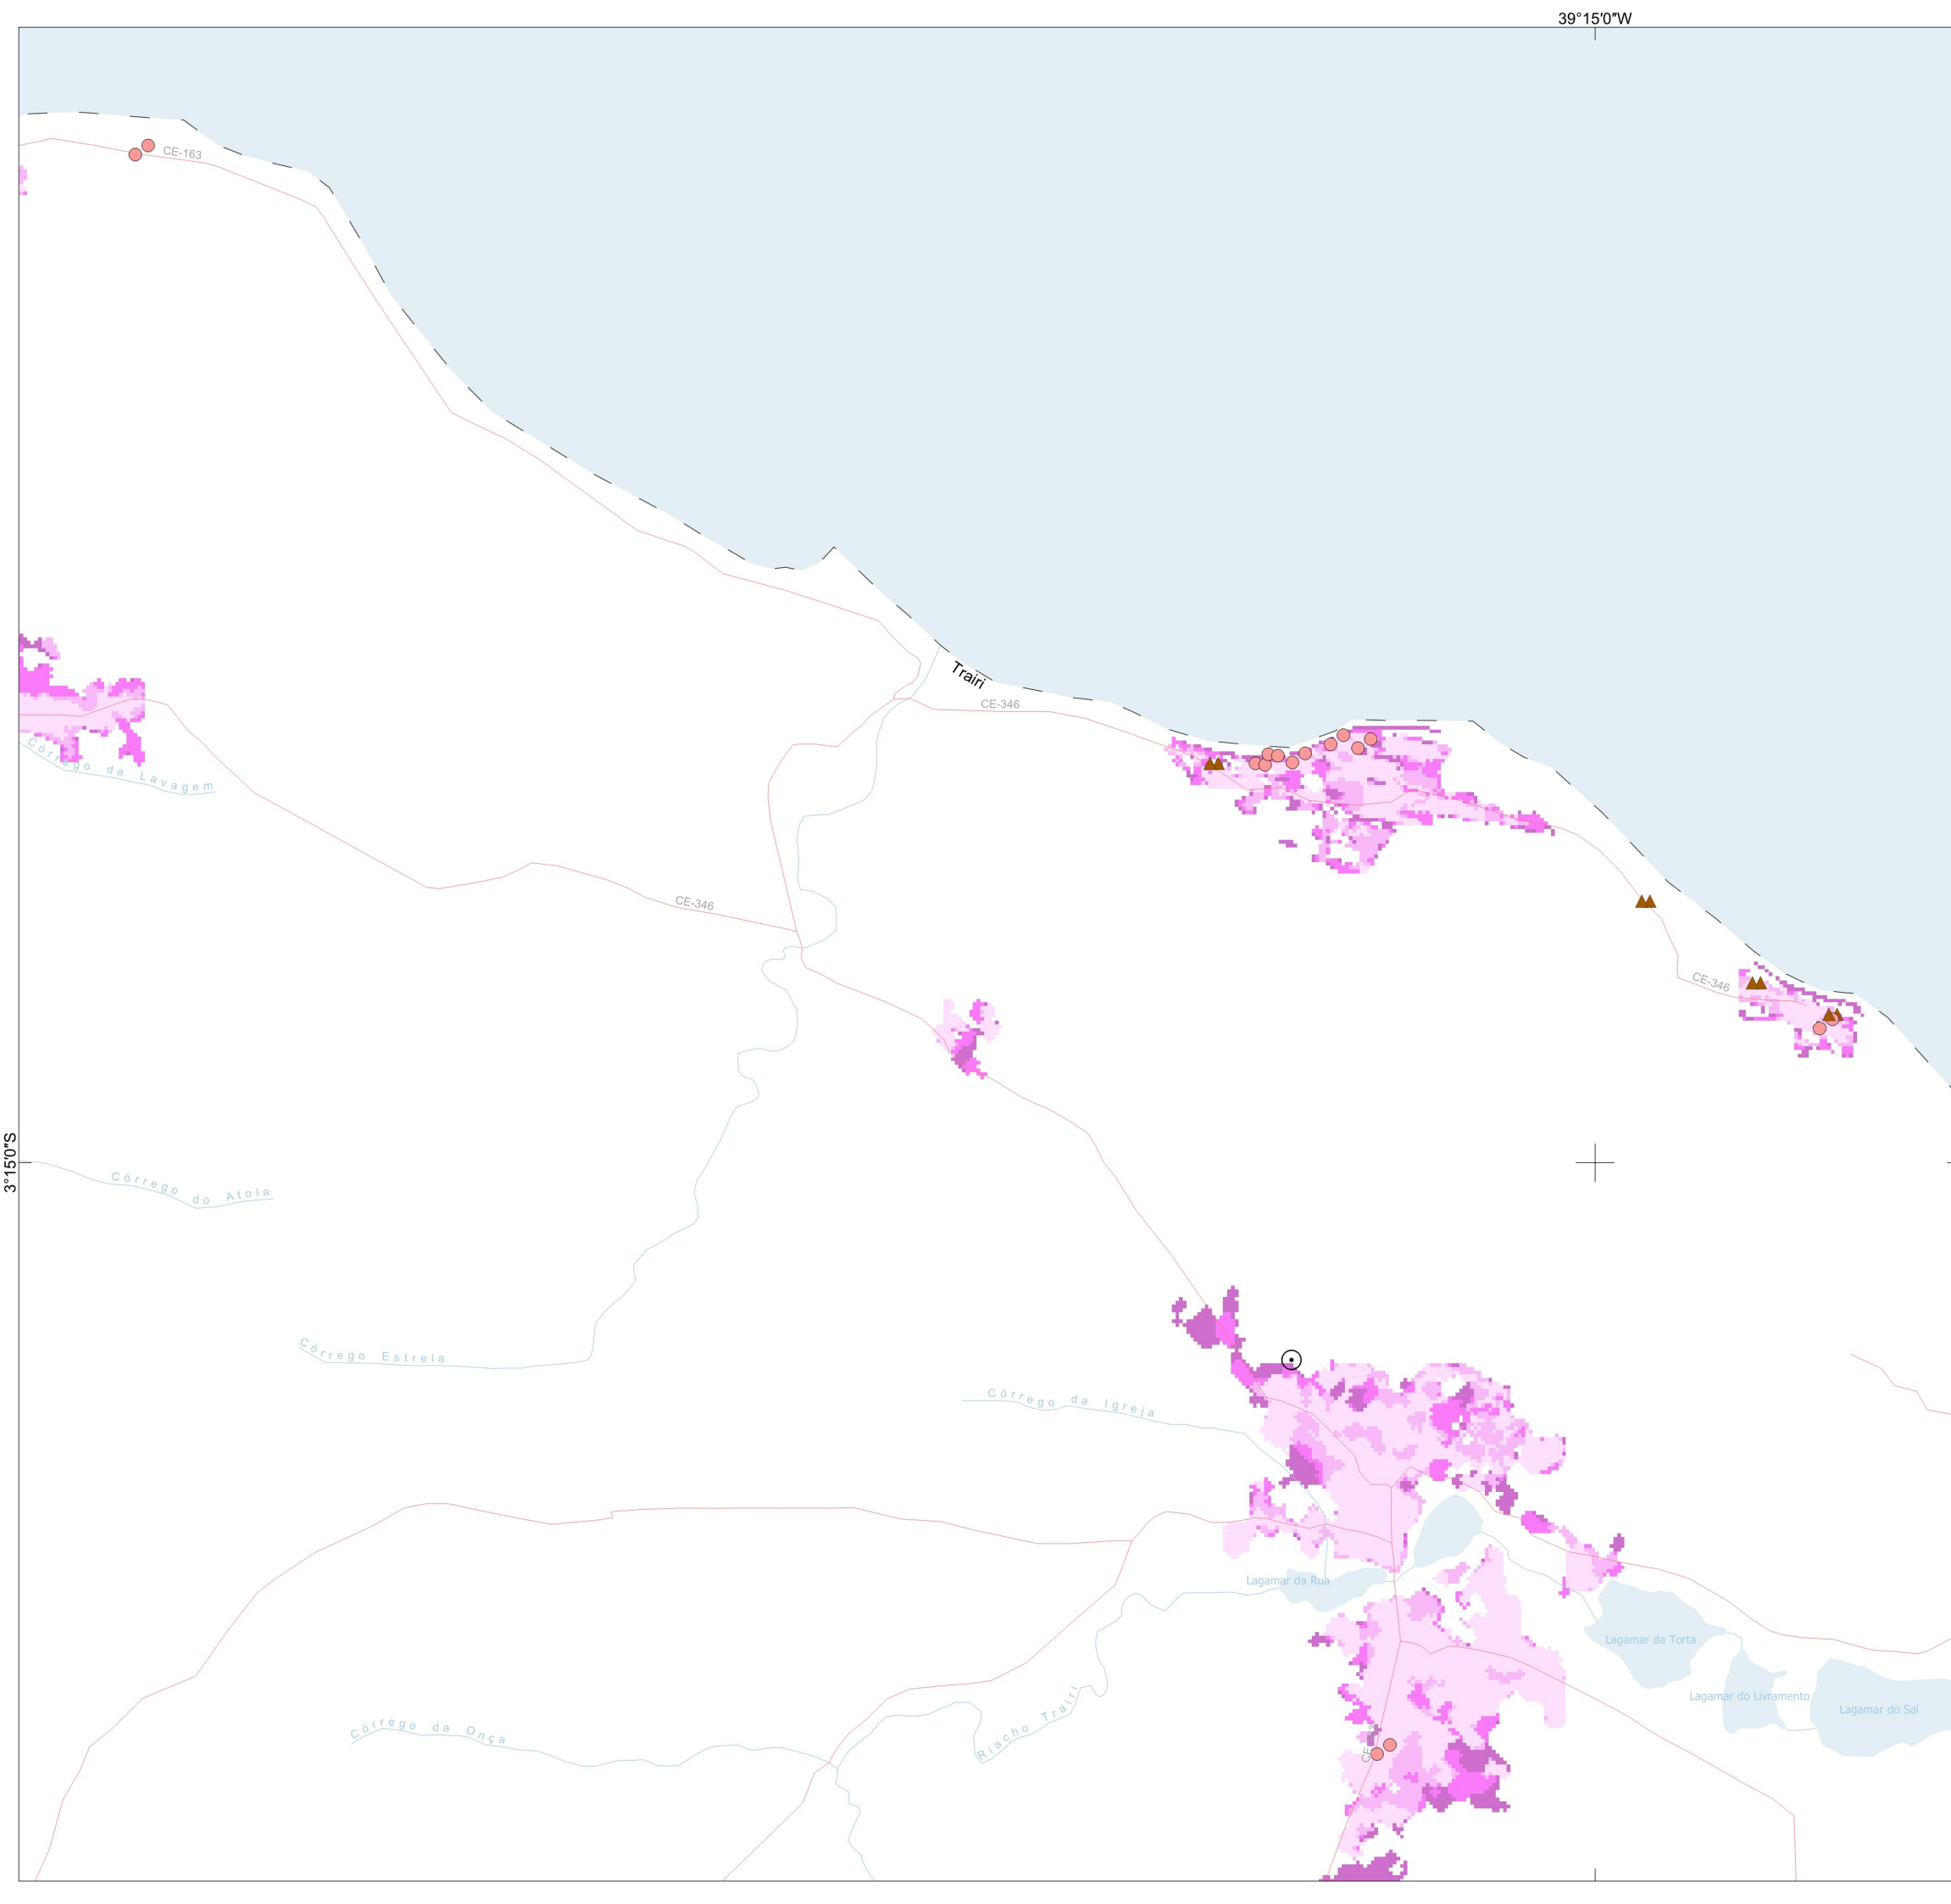 39°15'0"W
CE-163
Trairi
CE-346
Córrego da Lavagem
CE-346
CE-346
3°15'0"S
Córrego do Atola
Córrego Estrela
Córrego da Igreja
Lagamar da Rua
Lagamar da Torta
Lagamar do Livramento
Lagamar do Sal
Riacho Trairi
Córrego da Onça